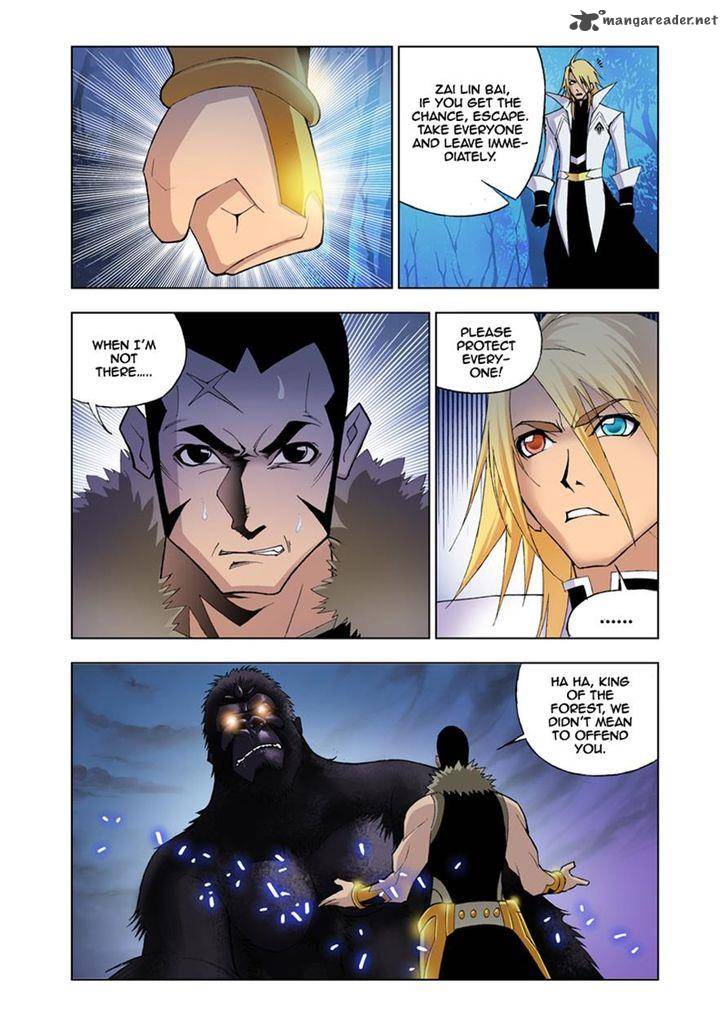 mangareader.net
ZAI LIN BAI,
IF YOU GET
THE
CHANCE, ESCAPE.
TAKE EVERYONE
AND LEAVE IMME-
DIATELY.
WHEN I'M
NOT
THERE.....
PLEASE
PROTECT
EVERY-
ONE!
......
HA HA, KING
OF
THE
FOREST, WE
DIDN'T MEAN
TO OFFEND
YOU.